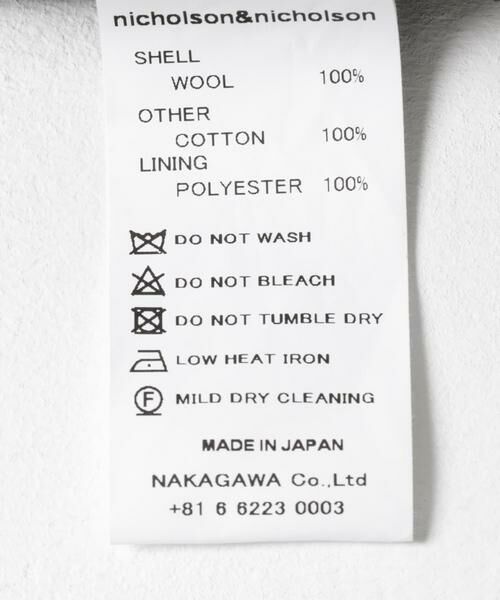 nicholson&nicholson
SHELL
WOOL 100%
OTHER
COTTON 100%
LINING
POLYESTER 100%
DO NOT WASH
DO NOT BLEACH
DO NOT TUMBLE DRY
LOW HEAT IRON
F MILD DRY CLEANING
MADE IN JAPAN
NAKAGAWA Co.,Ltd
+81 6 6223 0003